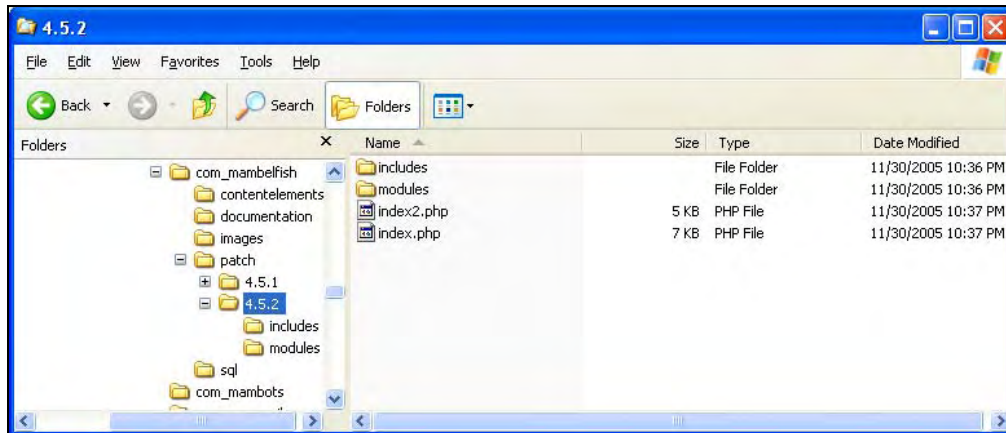 4.5.2
File Edit View Favorites Tools Help
Back Search Folders
Folders
com_mambelfish
contentelements
documentation
images
patch
4.5.1
4.5.2
includes
modules
sql
com_mambots
Name Size Type Date Modified
includes File Folder 11/30/2005 10:36 PM
modules File Folder 11/30/2005 10:36 PM
index2.php 5 KB PHP File 11/30/2005 10:37 PM
index.php 7 KB PHP File 11/30/2005 10:37 PM